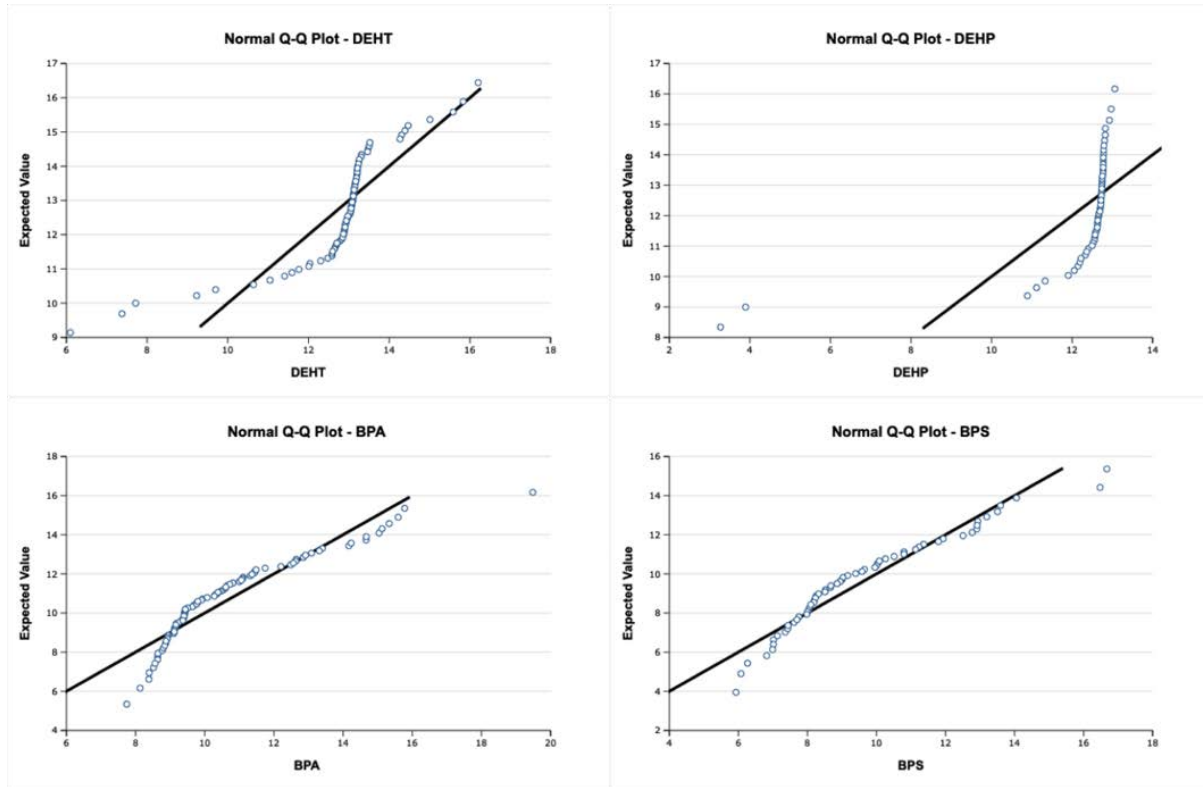 Normal Q-Q Plot - DEHT
17
16
15
14
13
12
11
10
9
Expected Value
6 8 10 12 14 16 18
DEHT
Normal Q-Q Plot - DEHP
17
16
15
14
13
12
11
10
9
8
Expected Value
2 4 6 8 10 12 14
DEHP
Normal Q-Q Plot - BPA
18
16
14
12
10
8
6
4
Expected Value
6 8 10 12 14 16 18 20
BPA
Normal Q-Q Plot - BPS
16
14
12
10
8
6
4
2
Expected Value
4 6 8 10 12 14 16 18
BPS